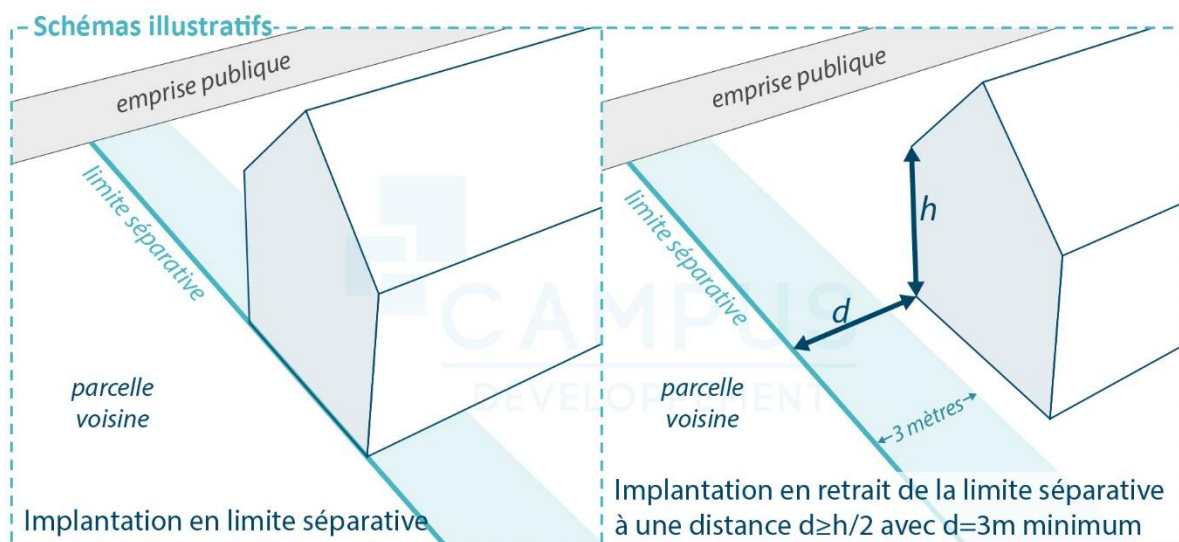 Schémas illustratifs
emprise publique
limite séparative
parcelle
voisine
Implantation en limite séparative
emprise publique
limite séparative
h
d
parcelle
voisine
3 mètres
Implantation en retrait de la limite séparative
à une distance d≥h/2 avec d=3m minimum
CAMPUS
DÉVELOPPEMENT